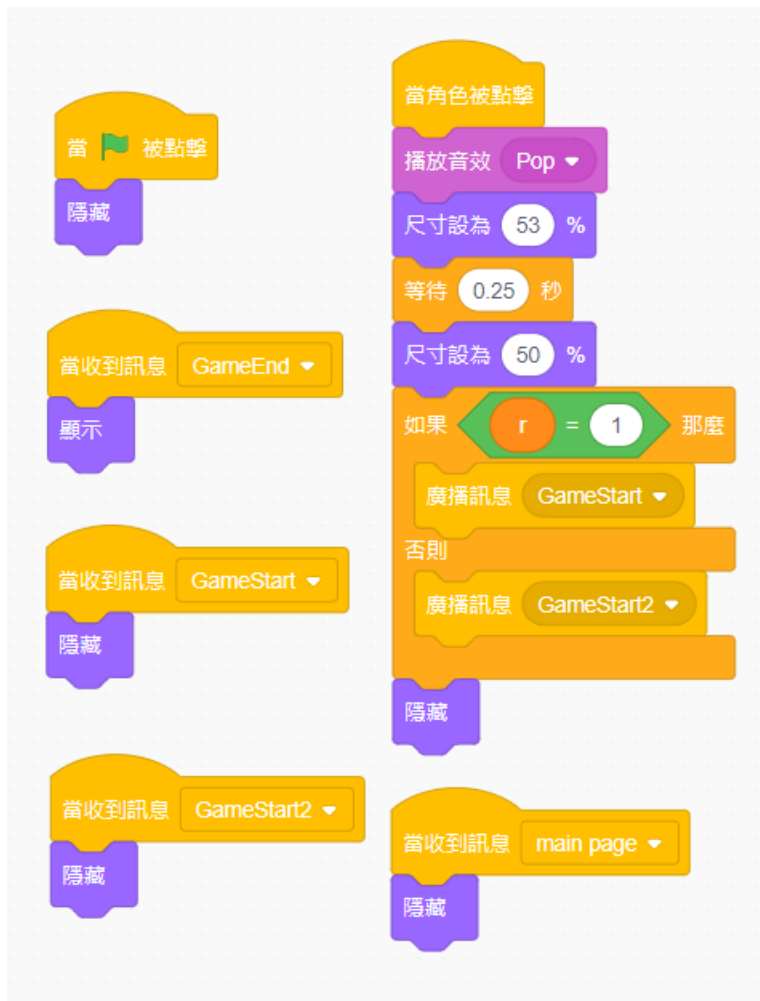 當 被點擊
隱藏
當收到訊息 GameEnd
顯示
當收到訊息 GameStart
隱藏
當收到訊息 GameStart2
隱藏
當角色被點擊
播放音效 Pop
尺寸設為 53 %
等待 0.25 秒
尺寸設為 50 %
如果 r = 1 那麼
廣播訊息 GameStart
否則
廣播訊息 GameStart2
隱藏
當收到訊息 main page
隱藏